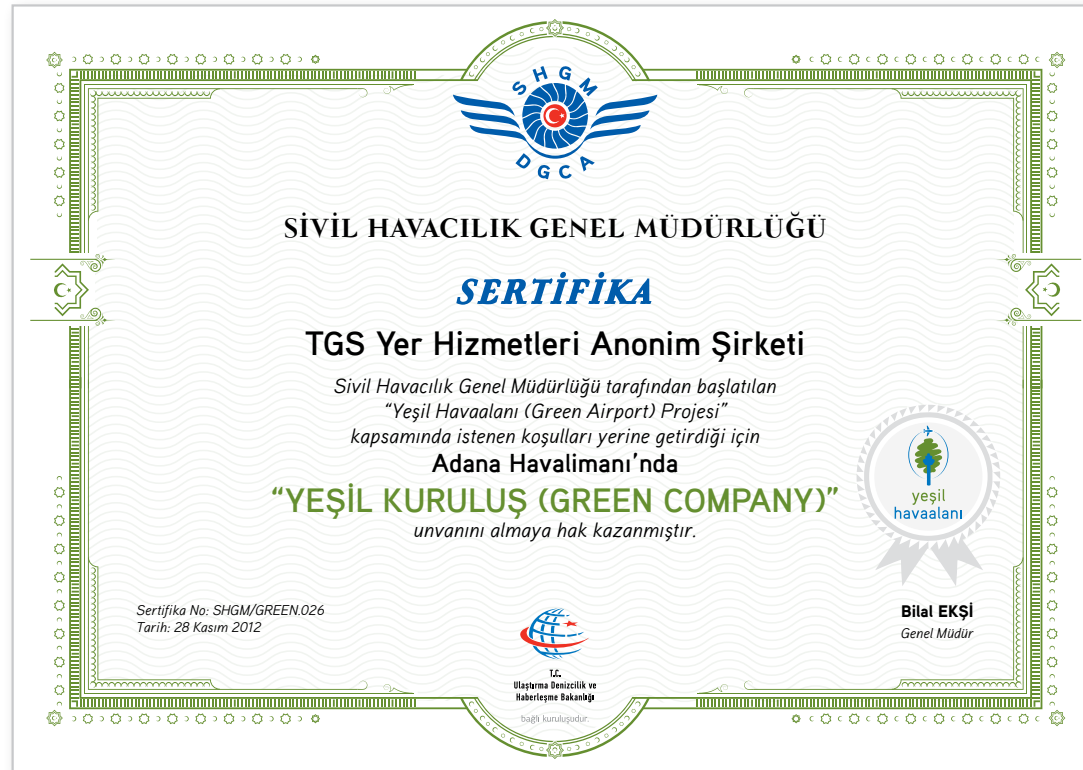 SHGM
DGCA
SİVİL HAVACILIK GENEL MÜDÜRLÜĞÜ
SERTİFİKA
TGS Yer Hizmetleri Anonim Şirketi
Sivil Havacılık Genel Müdürlüğü tarafından başlatılan
“Yeşil Havaalanı (Green Airport) Projesi”
kapsamında istenen koşulları yerine getirdiği için
Adana Havalimanı’nda
“YEŞİL KURULUŞ (GREEN COMPANY)”
unvanını almaya hak kazanmıştır.
yeşil
havaalanı
Sertifika No: SHGM/GREEN.026
Tarih: 28 Kasım 2012
Bilal EKŞİ
Genel Müdür
T.C.
Ulaştırma Denizcilik ve
Haberleşme Bakanlığı
bağlı kuruluşudur.